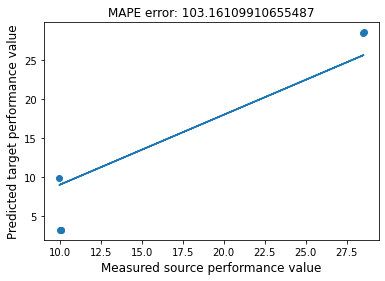 MAPE error: 103.16109910655487
Predicted target performance value
25
20
15
10
5
10.0 12.5 15.0 17.5 20.0 22.5 25.0 27.5
Measured source performance value